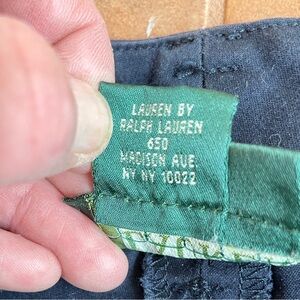 LAUREN BY
RALPH LAUREN
650
MADISON AVE.
NY NY 10022